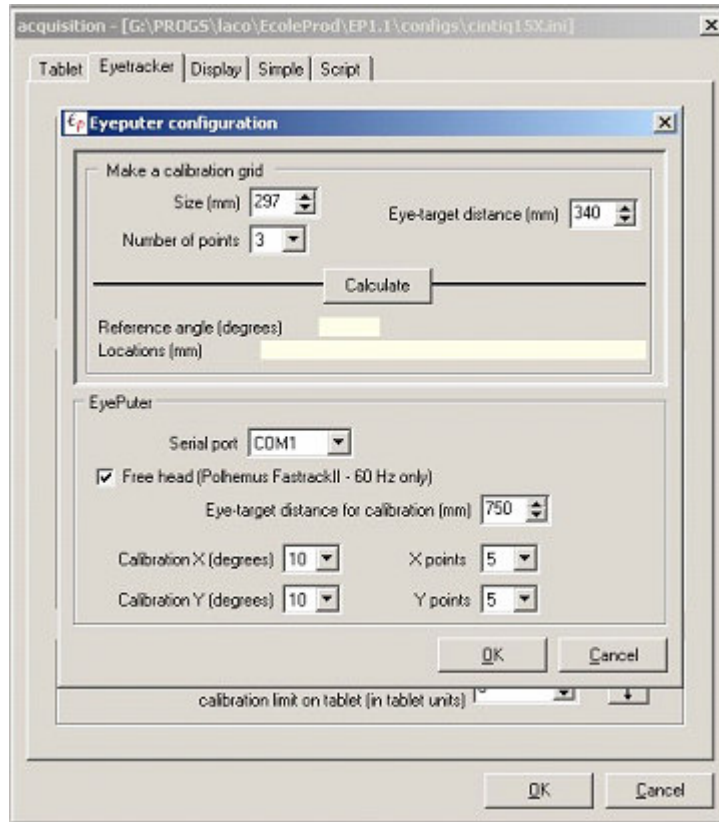 acquisition - [G:\PROGS\laco\EcoleProd\EP1.1\configs\cintiq15X.ini]
Tablet Eyetracker Display Simple Script
Eyeputer configuration
Make a calibration grid
Size (mm) 297
Eye-target distance (mm) 340
Number of points 3
Calculate
Reference angle (degrees)
Locations (mm)
EyePuter
Serial port COM1
Free head (Polhemus FastrackII - 60 Hz only)
Eye-target distance for calibration (mm) 750
Calibration X (degrees) 10 X points 5
Calibration Y (degrees) 10 Y points 5
OK Cancel
calibration limit on tablet (in tablet units)
OK Cancel